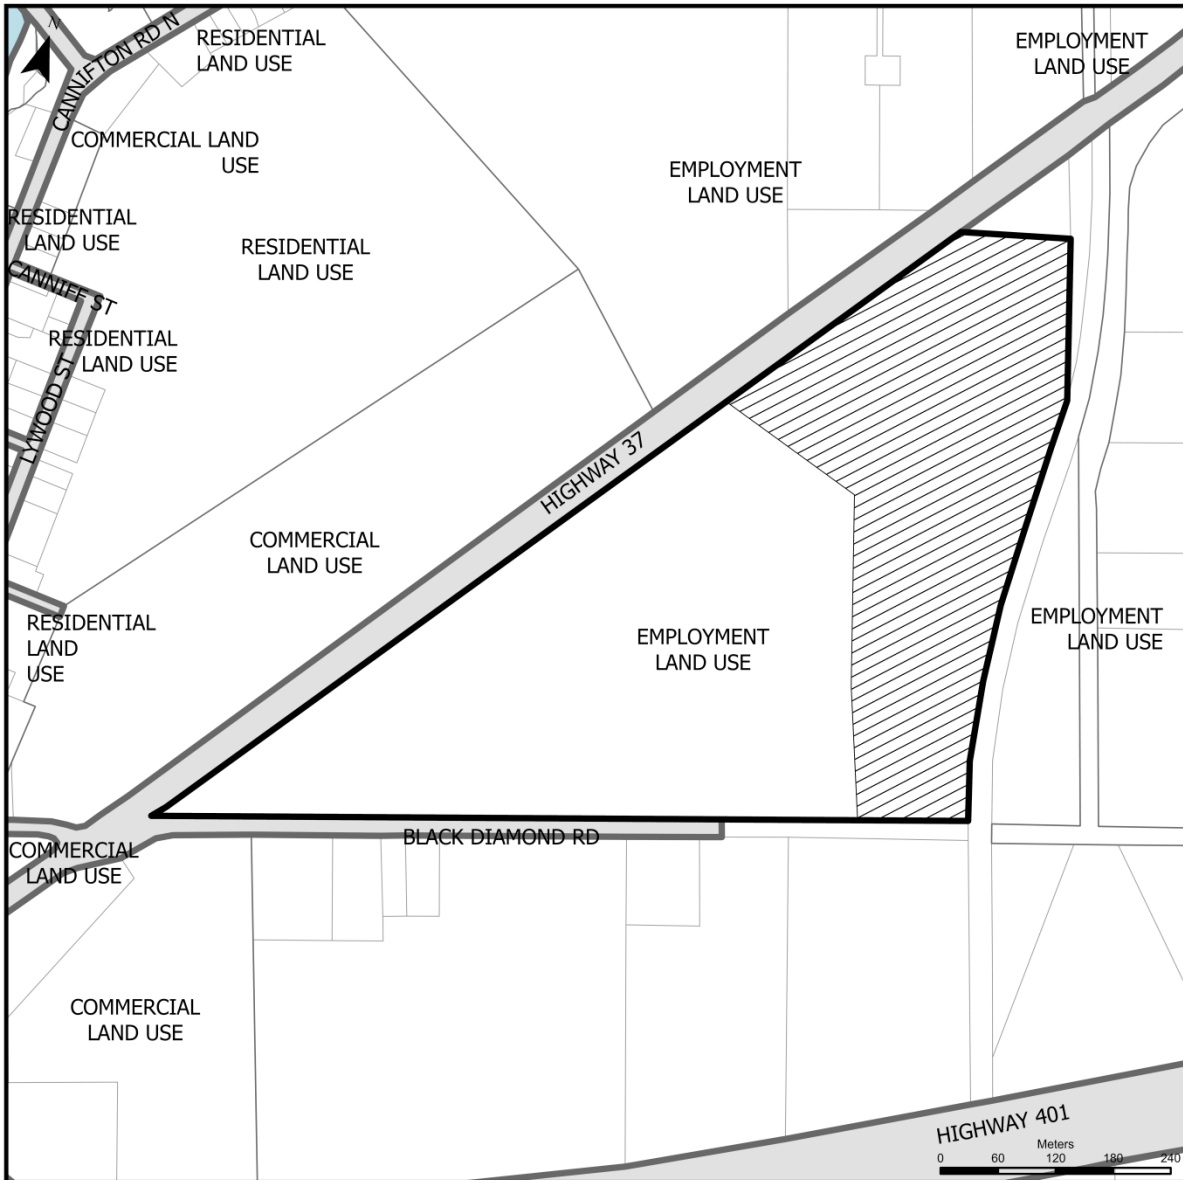 N
CANNIFTON RD N
RESIDENTIAL
LAND USE
EMPLOYMENT
LAND USE
COMMERCIAL LAND
USE
EMPLOYMENT
LAND USE
RESIDENTIAL
LAND USE
RESIDENTIAL
LAND USE
CANNIFF ST
RESIDENTIAL
LAND USE
LYWOOD ST
HIGHWAY 37
COMMERCIAL
LAND USE
RESIDENTIAL
LAND
USE
EMPLOYMENT
LAND USE
EMPLOYMENT
LAND USE
BLACK DIAMOND RD
COMMERCIAL
LAND USE
COMMERCIAL
LAND USE
HIGHWAY 401
Meters
0 60 120 180 240